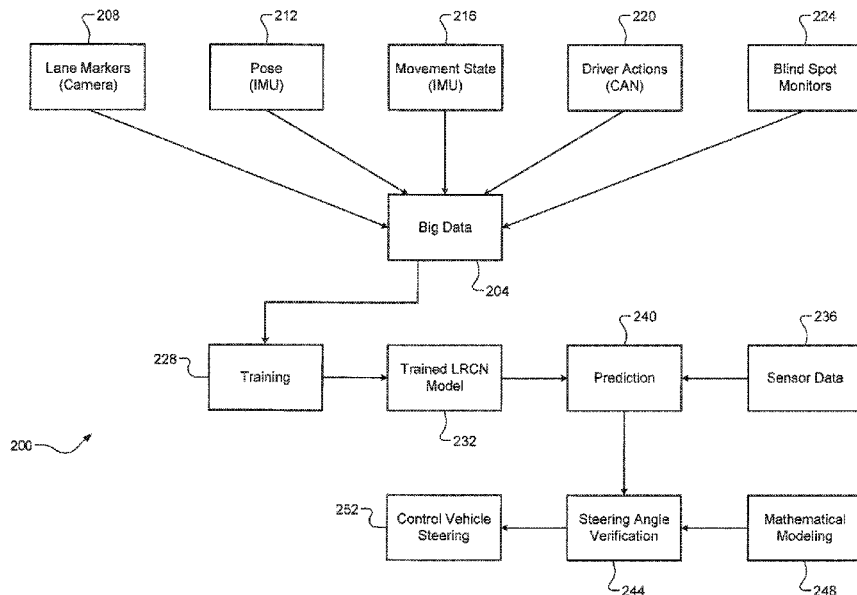 208
212
216
220
224
Lane Markers
(Camera)
Pose
(IMU)
Movement State
(IMU)
Driver Actions
(CAN)
Blind Spot
Monitors
Big Data
204
240
236
228
Training
Trained LRCN
Model
Prediction
Sensor Data
232
200
252
Control Vehicle
Steering
Steering Angle
Verification
Mathematical
Modeling
244
248